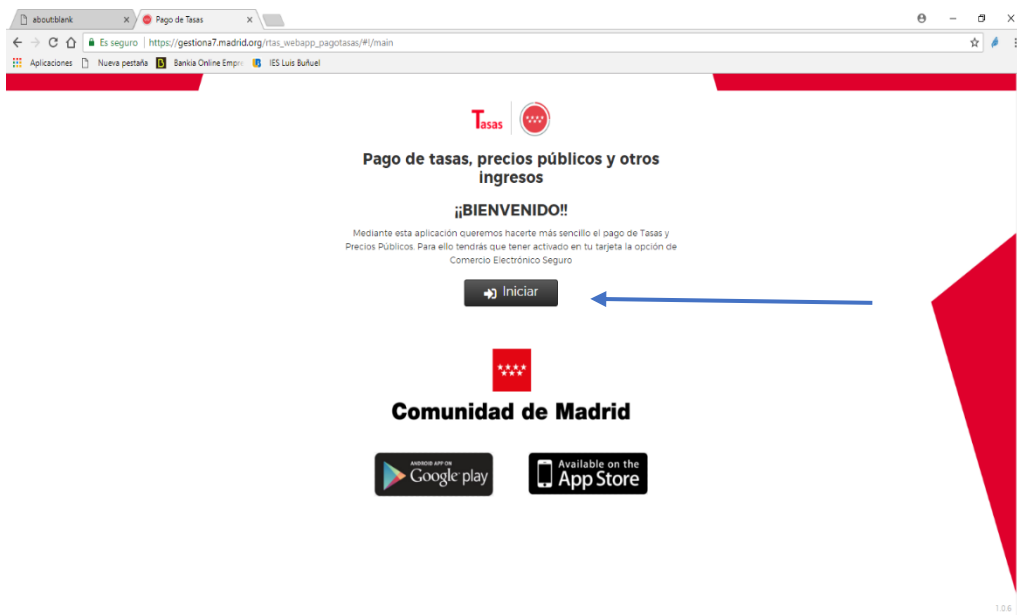 about:blank
Pago de Tasas
Es seguro | https://gestiona7.madrid.org/rtas_webapp_pagotasas/#!/main
Aplicaciones Nueva pestaña Bankia Online Empre IES Luis Buñuel
Tasas
Pago de tasas, precios públicos y otros
ingresos
¡¡BIENVENIDO!!
Mediante esta aplicación queremos hacerte más sencillo el pago de Tasas y
Precios Públicos. Para ello tendrás que tener activado en tu tarjeta la opción de
Comercio Electrónico Seguro
Iniciar
Comunidad de Madrid
ANDROID APP ON
Google play
Available on the
App Store
1.0.6